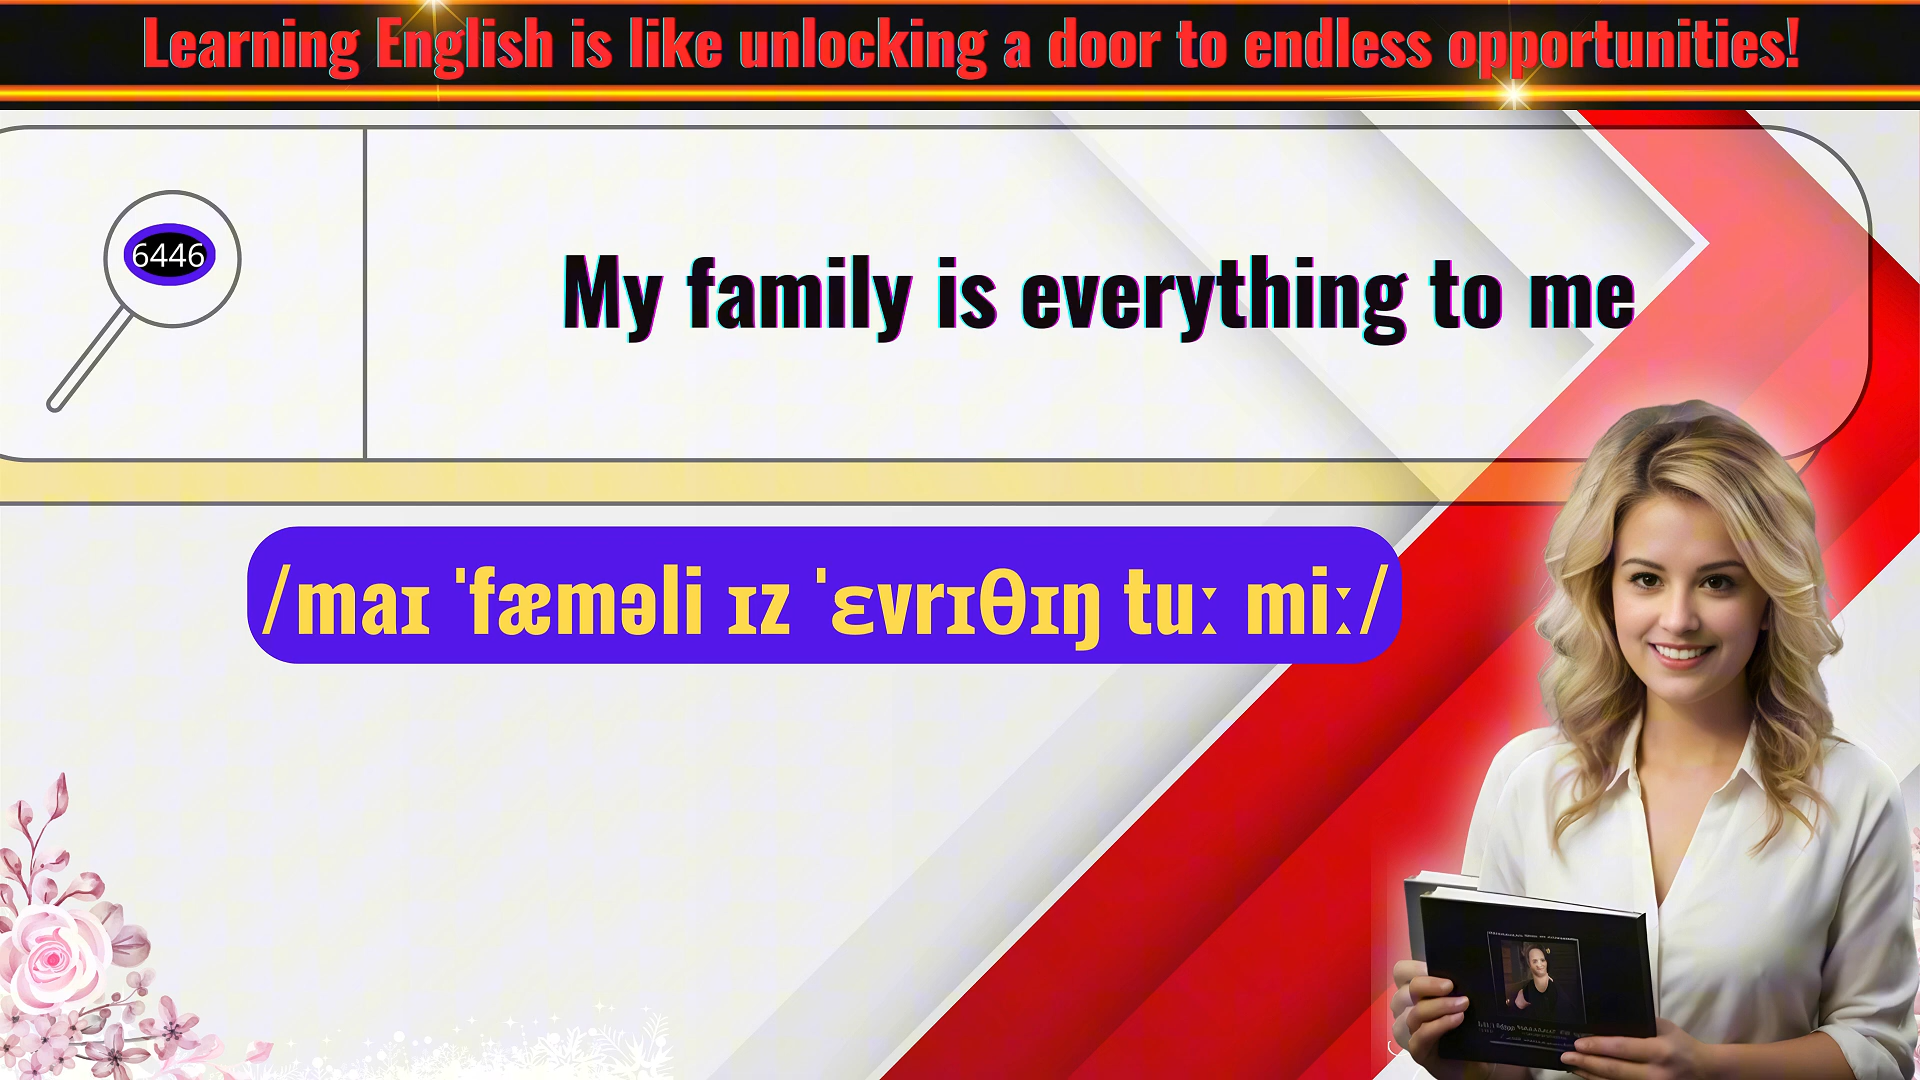 Learning English is like unlocking a door to endless opportunities!
6446
My family is everything to me
/maɪ ˈfæməli ɪz ˈɛvrɪθɪŋ tuː miː/